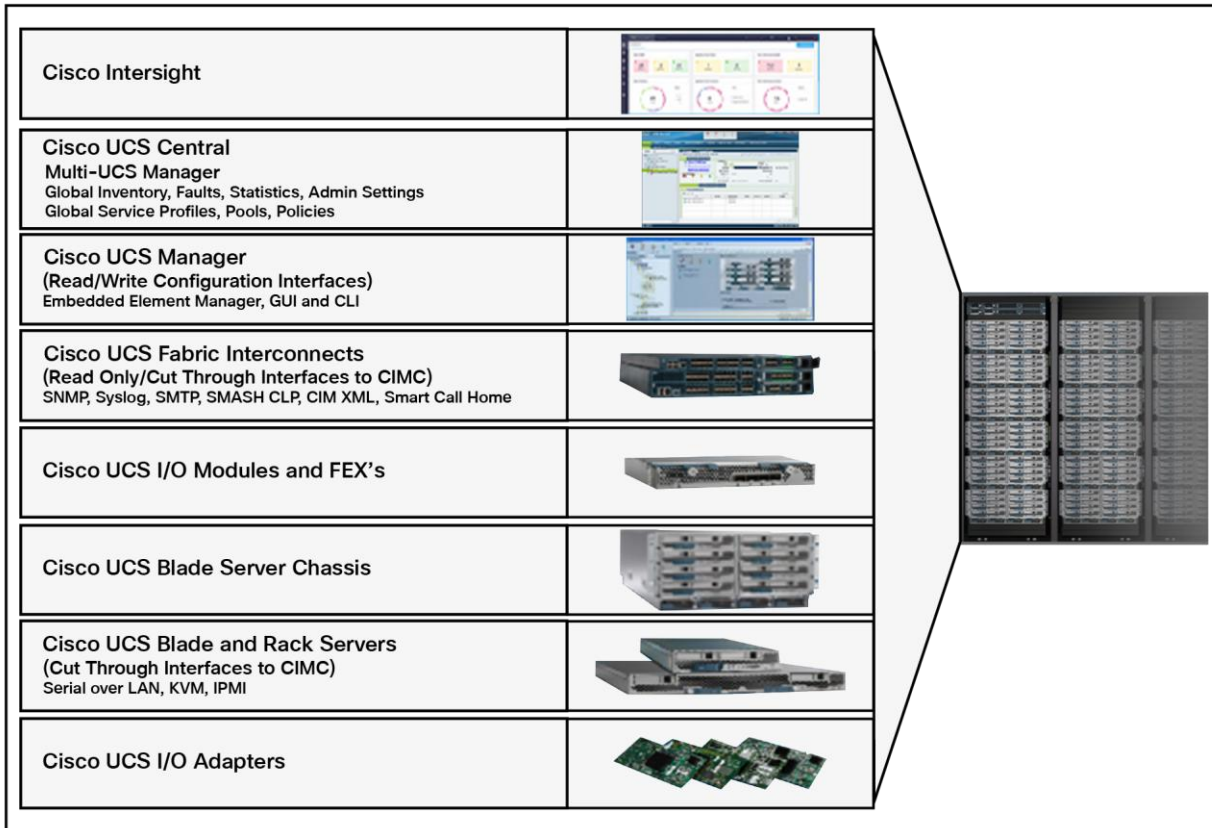 Cisco Intersight
Cisco UCS Central
Multi-UCS Manager
Global Inventory, Faults, Statistics, Admin Settings
Global Service Profiles, Pools, Policies
Cisco UCS Manager
(Read/Write Configuration Interfaces)
Embedded Element Manager, GUI and CLI
Cisco UCS Fabric Interconnects
(Read Only/Cut Through Interfaces to CIMC)
SNMP, Syslog, SMTP, SMASH CLP, CIM XML, Smart Call Home
Cisco UCS I/O Modules and FEX's
Cisco UCS Blade Server Chassis
Cisco UCS Blade and Rack Servers
(Cut Through Interfaces to CIMC)
Serial over LAN, KVM, IPMI
Cisco UCS I/O Adapters